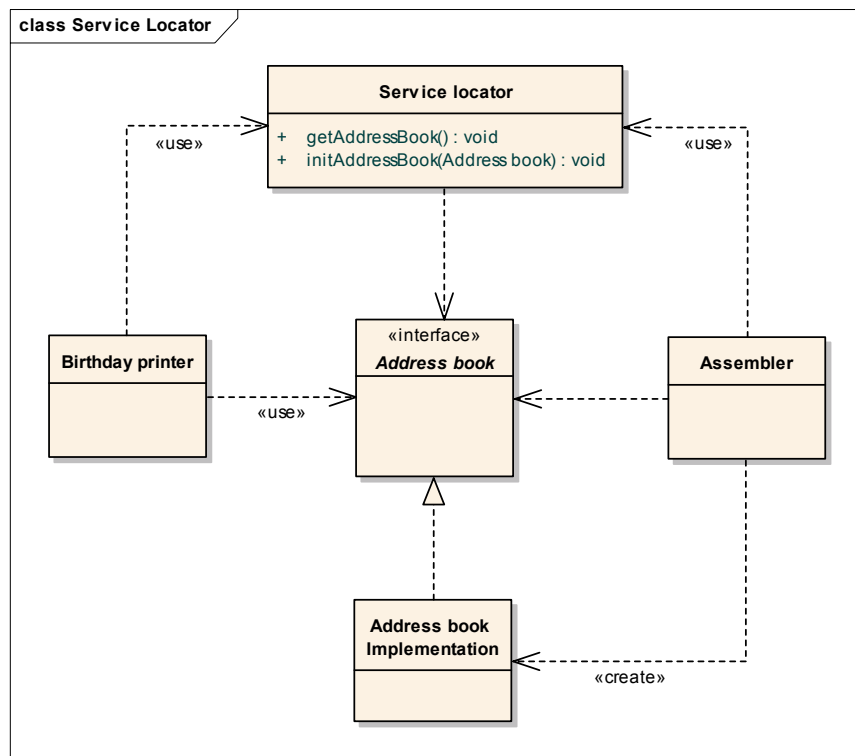 class Service Locator
Service locator
+ getAddressBook() : void
+ initAddressBook(Address book) : void
«use»
«use»
«interface»
Address book
Birthday printer
Assembler
«use»
Address book
Implementation
«create»